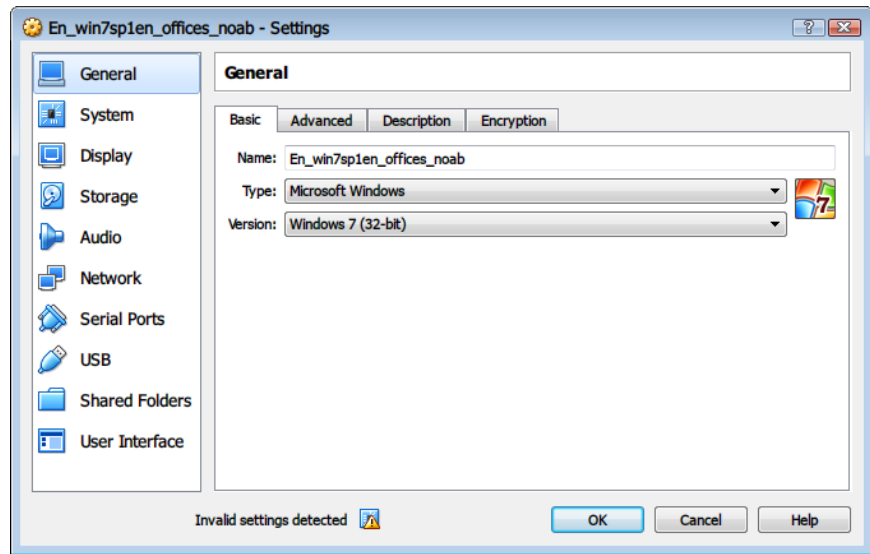 En_win7sp1en_offices_noab - Settings
General
System
Display
Storage
Audio
Network
Serial Ports
USB
Shared Folders
User Interface
General
Basic Advanced Description Encryption
Name: En_win7sp1en_offices_noab
Type: Microsoft Windows
7
Version: Windows 7 (32-bit)
Invalid settings detected
OK Cancel Help